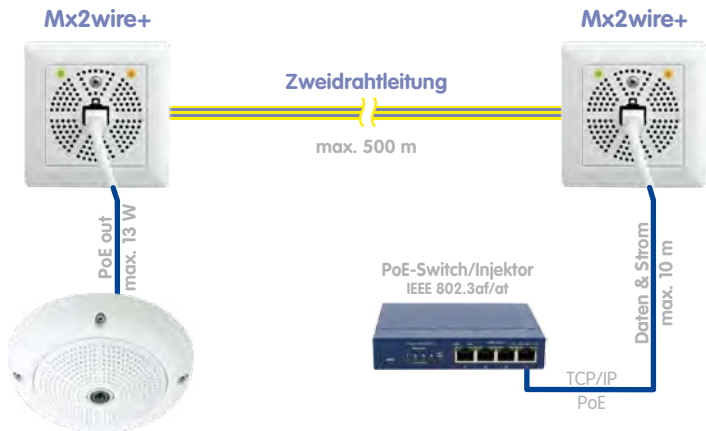 Mx2wire+
Mx2wire+
Zweidrahtleitung
max. 500 m
PoE out
max. 13 W
PoE-Switch/Injektor
IEEE 802.3af/at
Daten & Strom
max. 10 m
TCP/IP
PoE